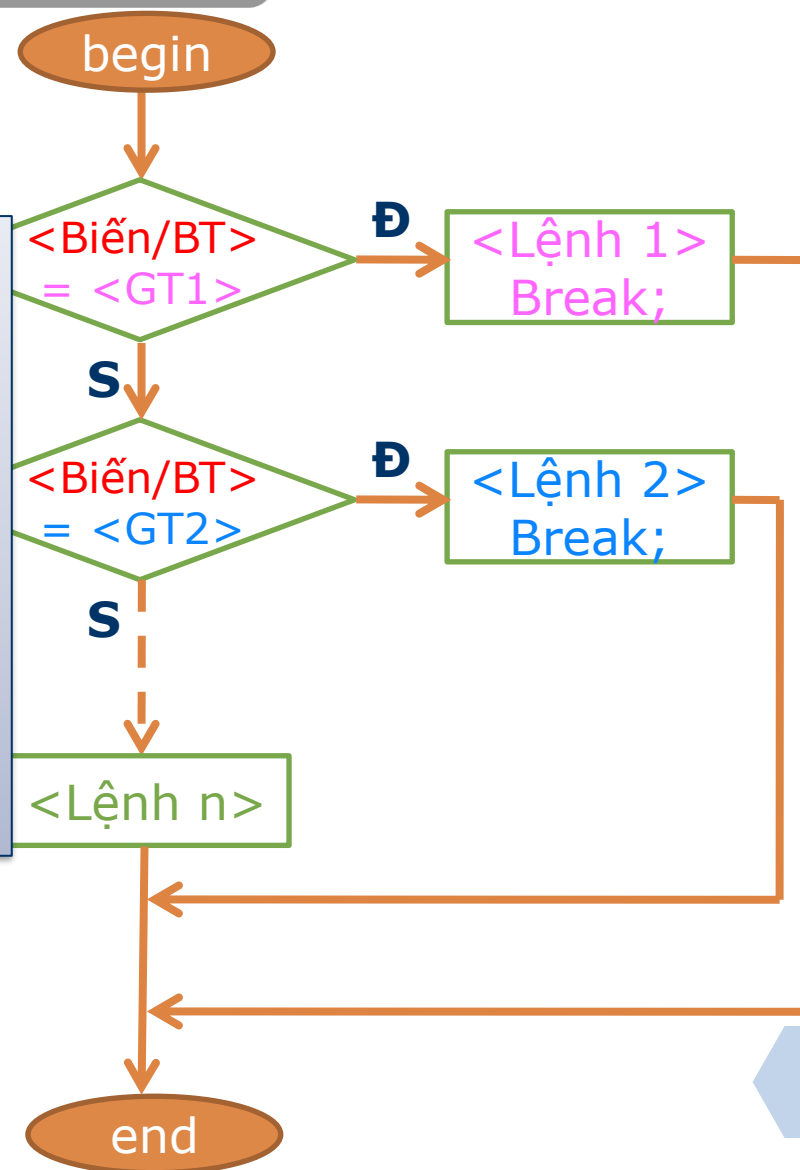 begin
<Biến/BT>
= <GT1>
Đ
<Lệnh 1>
Break;
S
<Biến/BT>
= <GT2>
Đ
<Lệnh 2>
Break;
S
<Lệnh n>
end